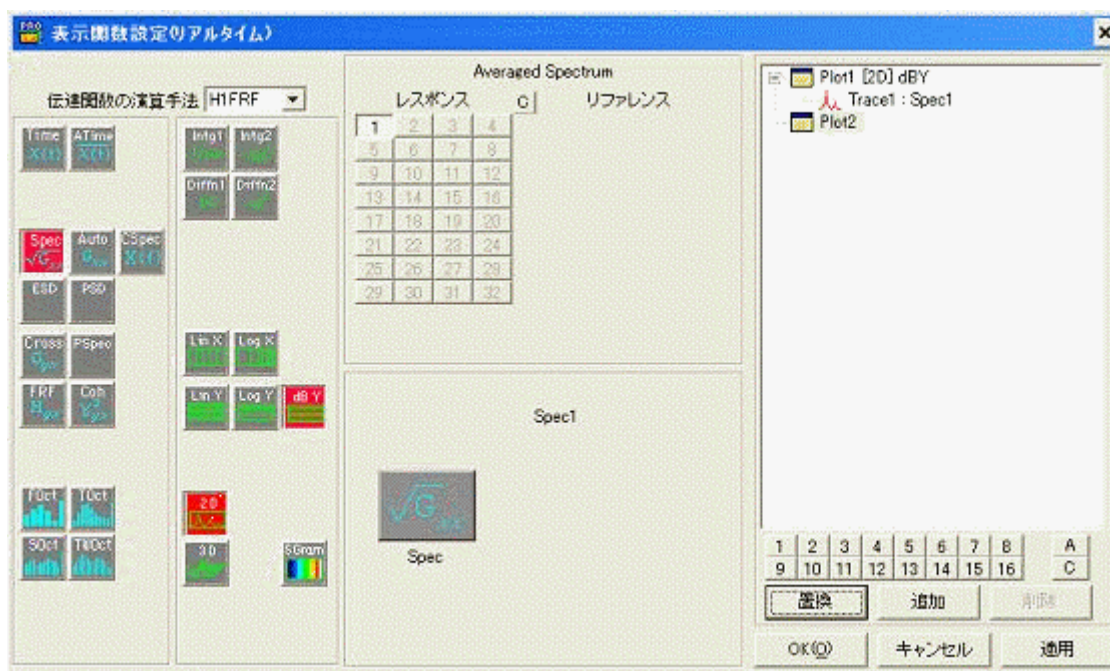 表示関数設定(リアルタイム)
伝達関数の演算手法 H1FRF
Time ATime
X(t) X(t)
Spec Auto CSpec
ESD PSD
Cross PSpec
FRF Coh
FOct TOct
SOct TWOct
Intg1 Intg2
Diffn1 Diffn2
Lin X Log X
Lin Y Log Y dB Y
2D
3D SGram
Averaged Spectrum
レスポンス C リファレンス
1 2 3 4
5 6 7 8
9 10 11 12
13 14 15 16
17 18 19 20
21 22 23 24
25 26 27 28
29 30 31 32
Spec1
Spec
Plot1 [2D] dBY
Trace1 : Spec1
Plot2
1 2 3 4 5 6 7 8 A
9 10 11 12 13 14 15 16 C
置換 追加 削除
OK(O) キャンセル 適用